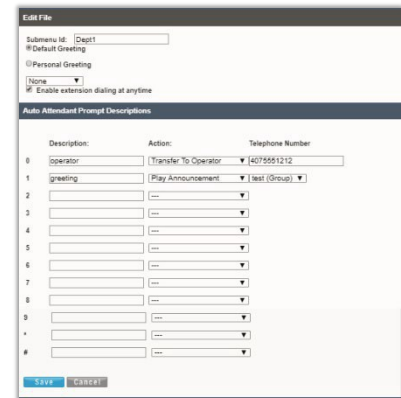 Edit File
Submenu Id: Dept1
Default Greeting
Personal Greeting
None
Enable extension dialing at anytime
Auto Attendant Prompt Descriptions
Description: Action: Telephone Number
0 operator Transfer To Operator 4075551212
1 greeting Play Announcement test (Group)
2 ---
3 ---
4 ---
5 ---
6 ---
7 ---
8 ---
9 ---
* ---
# ---
Save Cancel